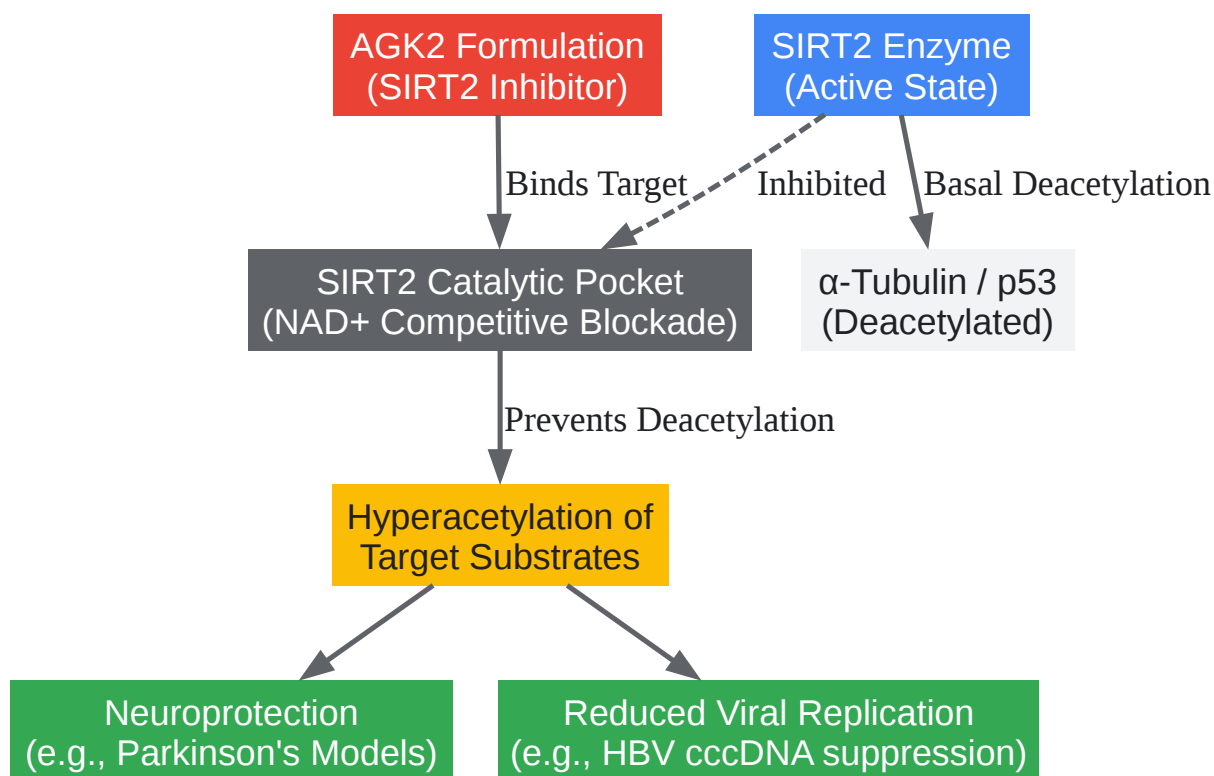 AGK2 Formulation
(SIRT2 Inhibitor)
SIRT2 Enzyme
(Active State)
Binds Target
Inhibited
Basal Deacetylation
SIRT2 Catalytic Pocket
(NAD+ Competitive Blockade)
α-Tubulin / p53
(Deacetylated)
Prevents Deacetylation
Hyperacetylation of
Target Substrates
Neuroprotection
(e.g., Parkinson's Models)
Reduced Viral Replication
(e.g., HBV cccDNA suppression)